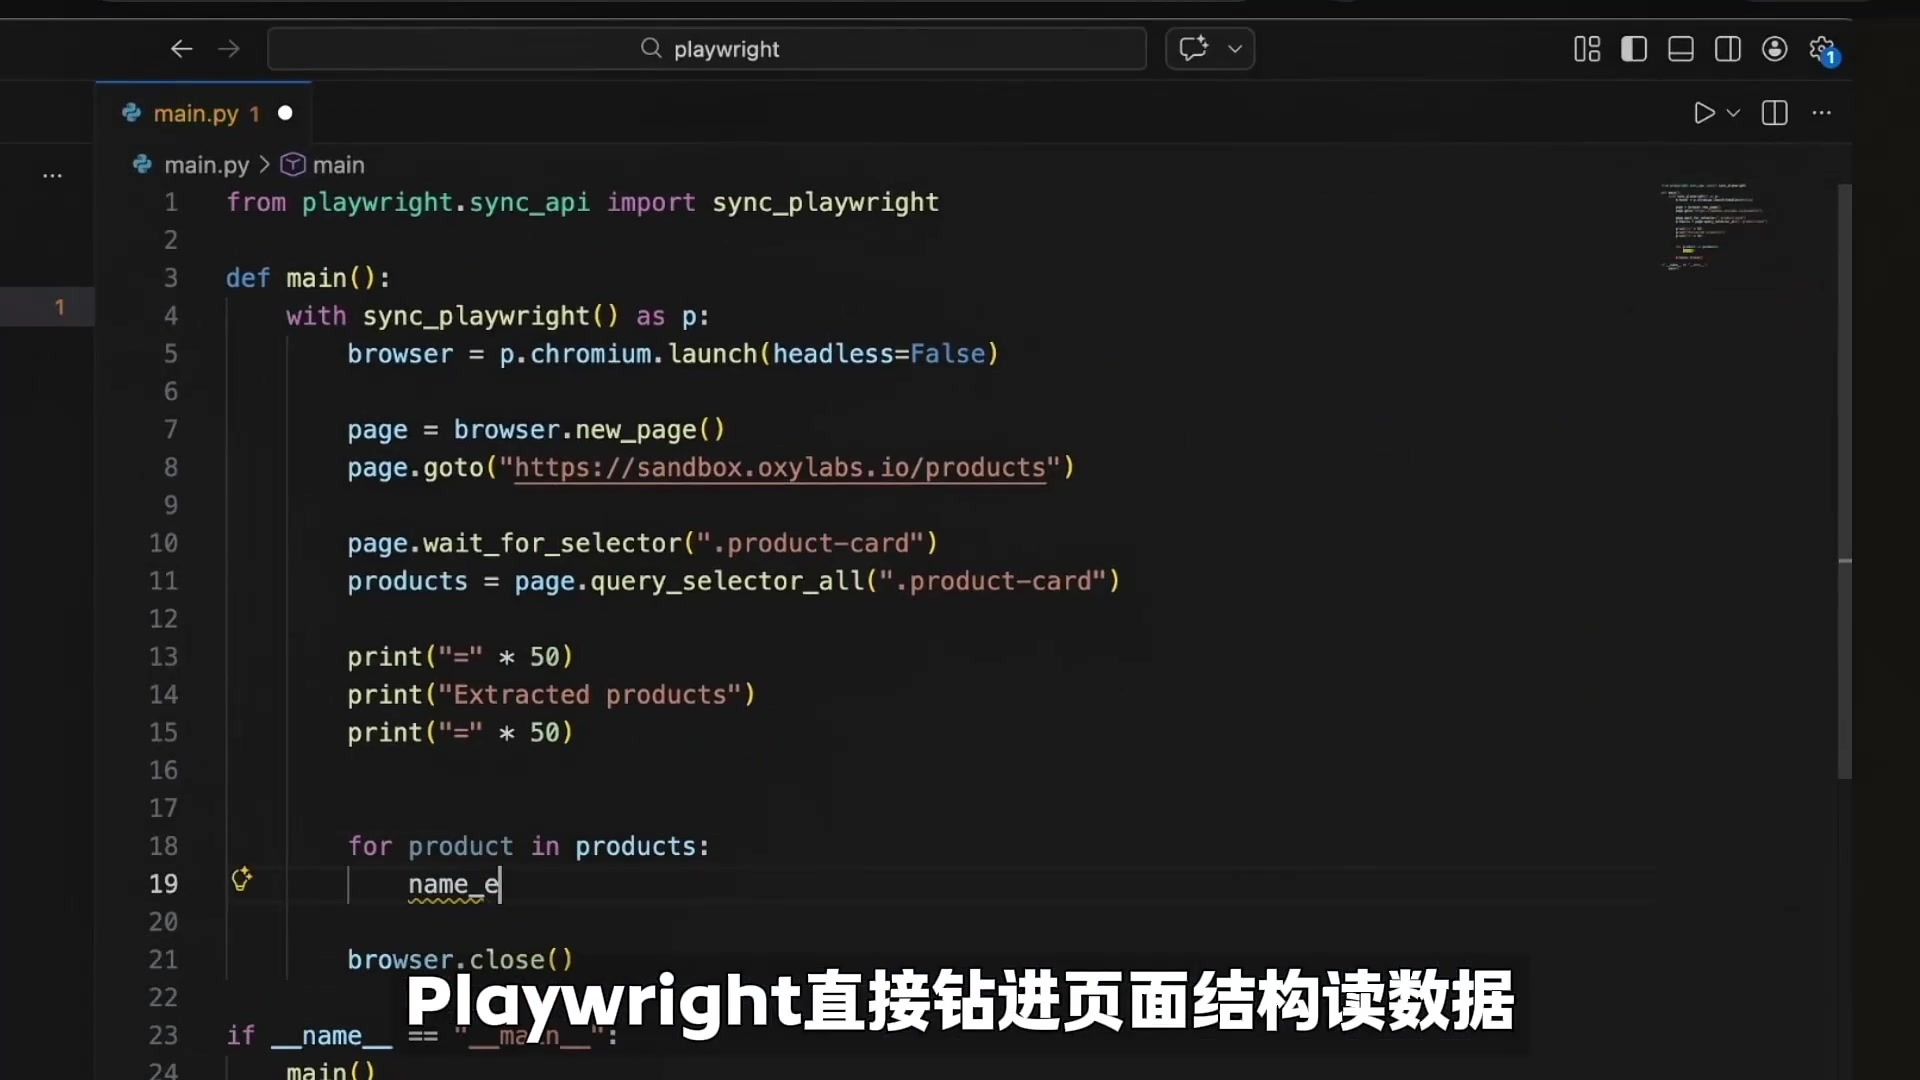 playwright
1
main.py 1
main.py > main
1
1 from playwright.sync_api import sync_playwright
2
3 def main():
4 with sync_playwright() as p:
5 browser = p.chromium.launch(headless=False)
6
7 page = browser.new_page()
8 page.goto("https://sandbox.oxylabs.io/products")
9
10 page.wait_for_selector(".product-card")
11 products = page.query_selector_all(".product-card")
12
13 print("=" * 50)
14 print("Extracted products")
15 print("=" * 50)
16
17
18 for product in products:
19 name_e
20
21 browser.close()
22
Playwright直接钻进页面结构读数据
23 if __name__ == "__main__":
24 main()